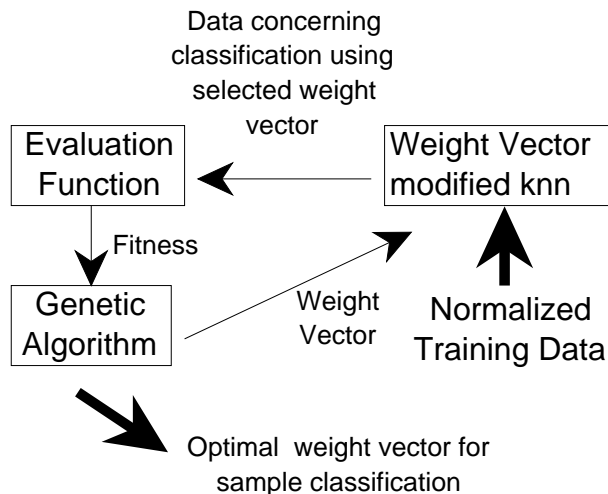 Data concerning
classification using
selected weight
vector
Evaluation
Function
Weight Vector
modified knn
Fitness
Genetic
Algorithm
Weight
Vector
Normalized
Training Data
Optimal weight vector for
sample classification